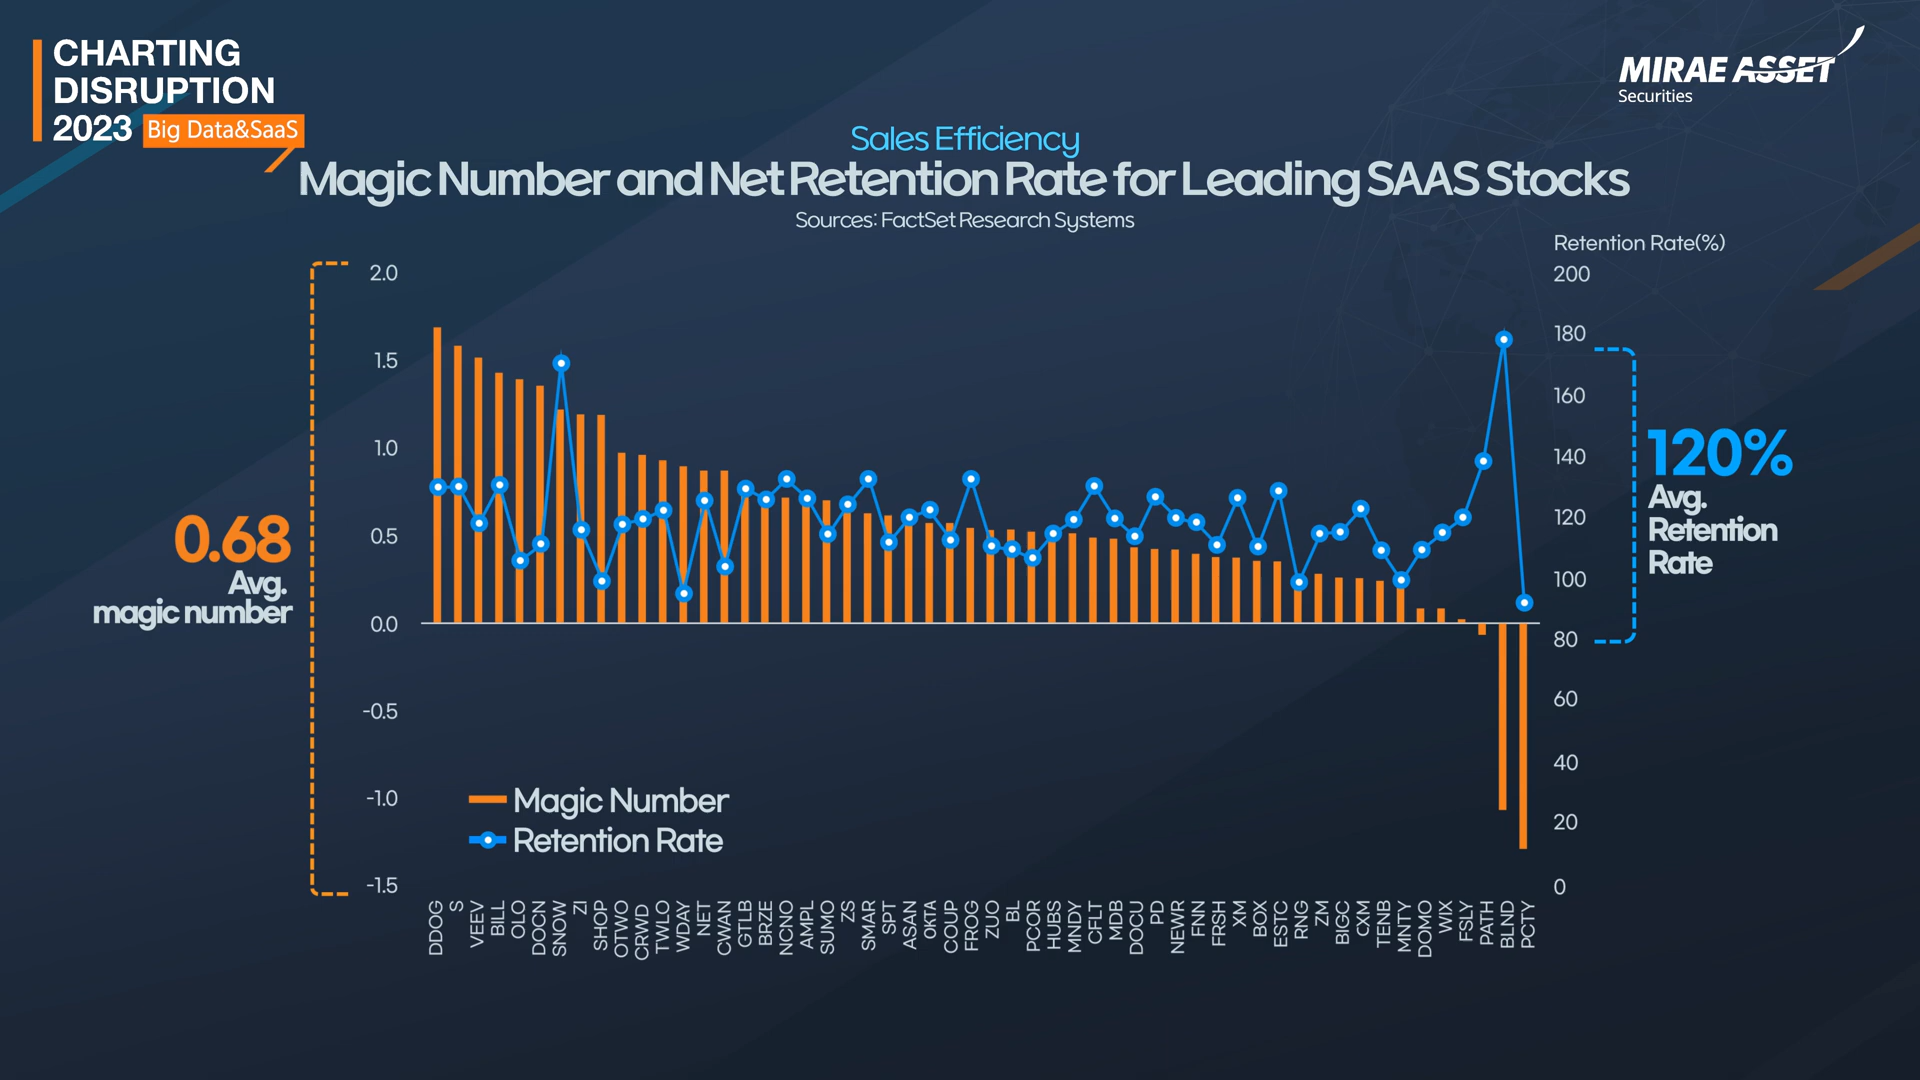 CHARTING
DISRUPTION
2023 Big Data&SaaS
MIRAE ASSET
Securities
Sales Efficiency
Magic Number and Net Retention Rate for Leading SAAS Stocks
Sources: FactSet Research Systems
Retention Rate(%)
2.0
1.5
1.0
0.5
0.0
-0.5
-1.0
-1.5
200
180
160
140
120
100
80
60
40
20
0
0.68
Avg.
magic number
120%
Avg.
Retention
Rate
Magic Number
Retention Rate
DDOG
S
VEEV
BILL
OLO
DOCN
SNOW
ZI
SHOP
OTWO
CRWD
TWLO
WDAY
NET
CWAN
GTLB
BRZE
NCNO
AMPL
SUMO
ZS
SMAR
SPT
ASAN
OKTA
COUP
FROG
ZUO
BL
PCOR
HUBS
MNDY
CFLT
MDB
DOCU
PD
NEWR
FNN
FRSH
XM
BOX
ESTC
RNG
ZM
BIGC
CXM
TENB
MNTY
DOMO
WIX
FSLY
PATH
BLND
PCTY